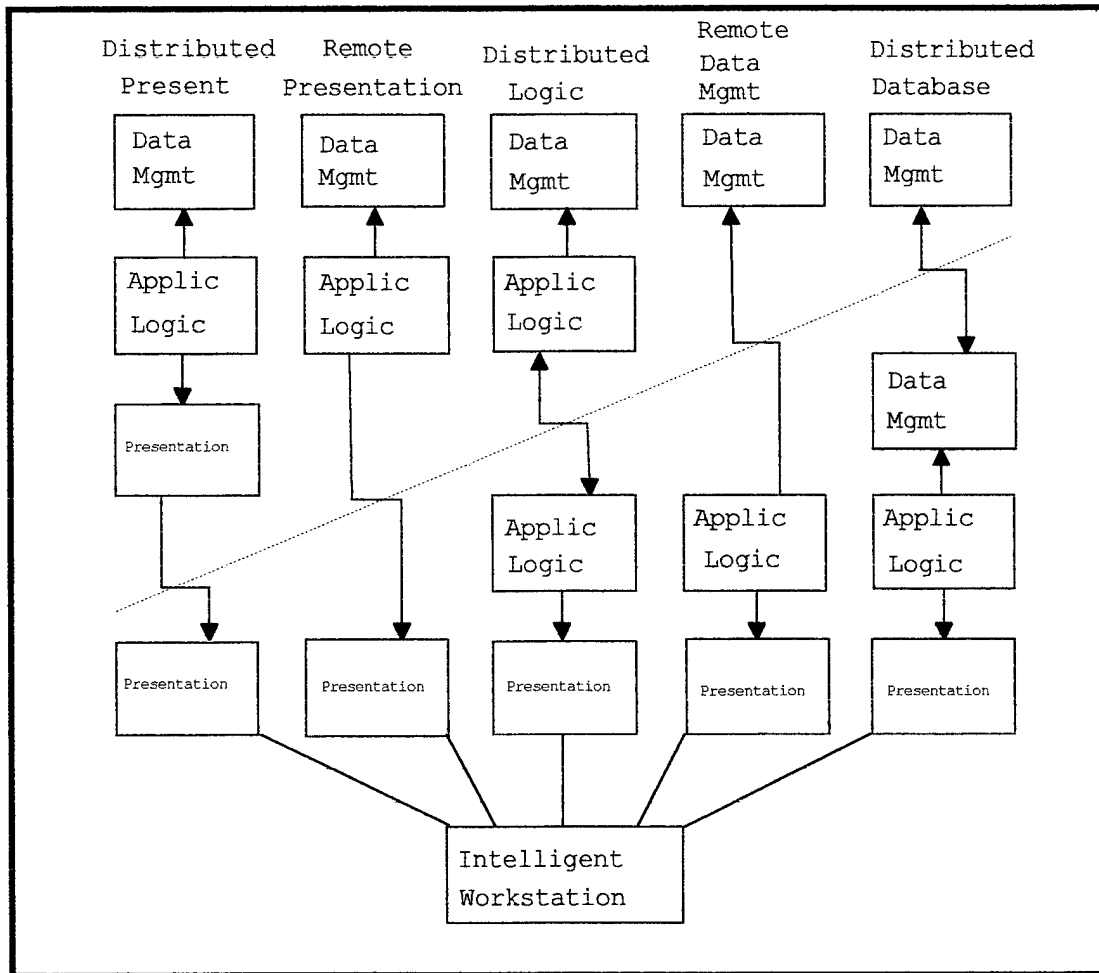 Distributed
Present
Remote
Presentation
Distributed
Logic
Remote
Data
Mgmt
Distributed
Database
Data
Mgmt
Data
Mgmt
Data
Mgmt
Data
Mgmt
Data
Mgmt
Applic
Logic
Applic
Logic
Applic
Logic
Data
Mgmt
Presentation
Applic
Logic
Applic
Logic
Applic
Logic
Presentation
Presentation
Presentation
Presentation
Presentation
Intelligent
Workstation